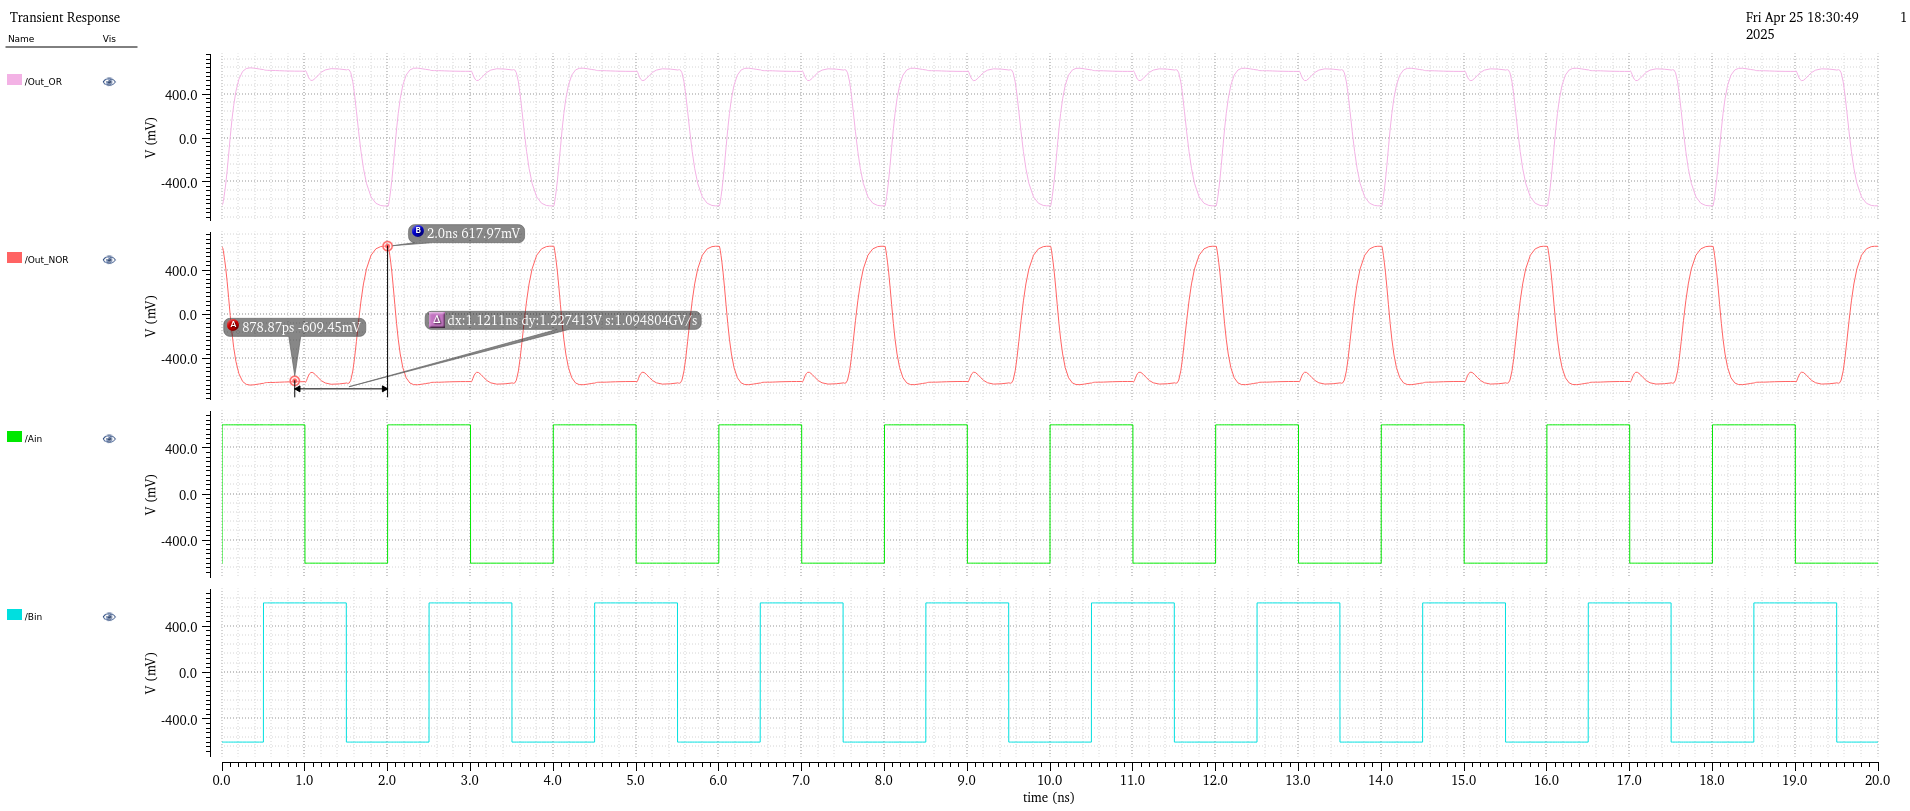 Transient Response
Fri Apr 25 18:30:49 1
2025
Name Vis
/Out_OR
V (mV)
400.0
0.0
-400.0
/Out_NOR
V (mV)
400.0
0.0
-400.0
B 2.0ns 617.97mV
A 878.87ps -609.45mV
Δ dx:1.1211ns dy:1.227413V s:1.094804GV/s
/Ain
V (mV)
400.0
0.0
-400.0
/Bin
V (mV)
400.0
0.0
-400.0
0.0 1.0 2.0 3.0 4.0 5.0 6.0 7.0 8.0 9.0 10.0 11.0 12.0 13.0 14.0 15.0 16.0 17.0 18.0 19.0 20.0
time (ns)